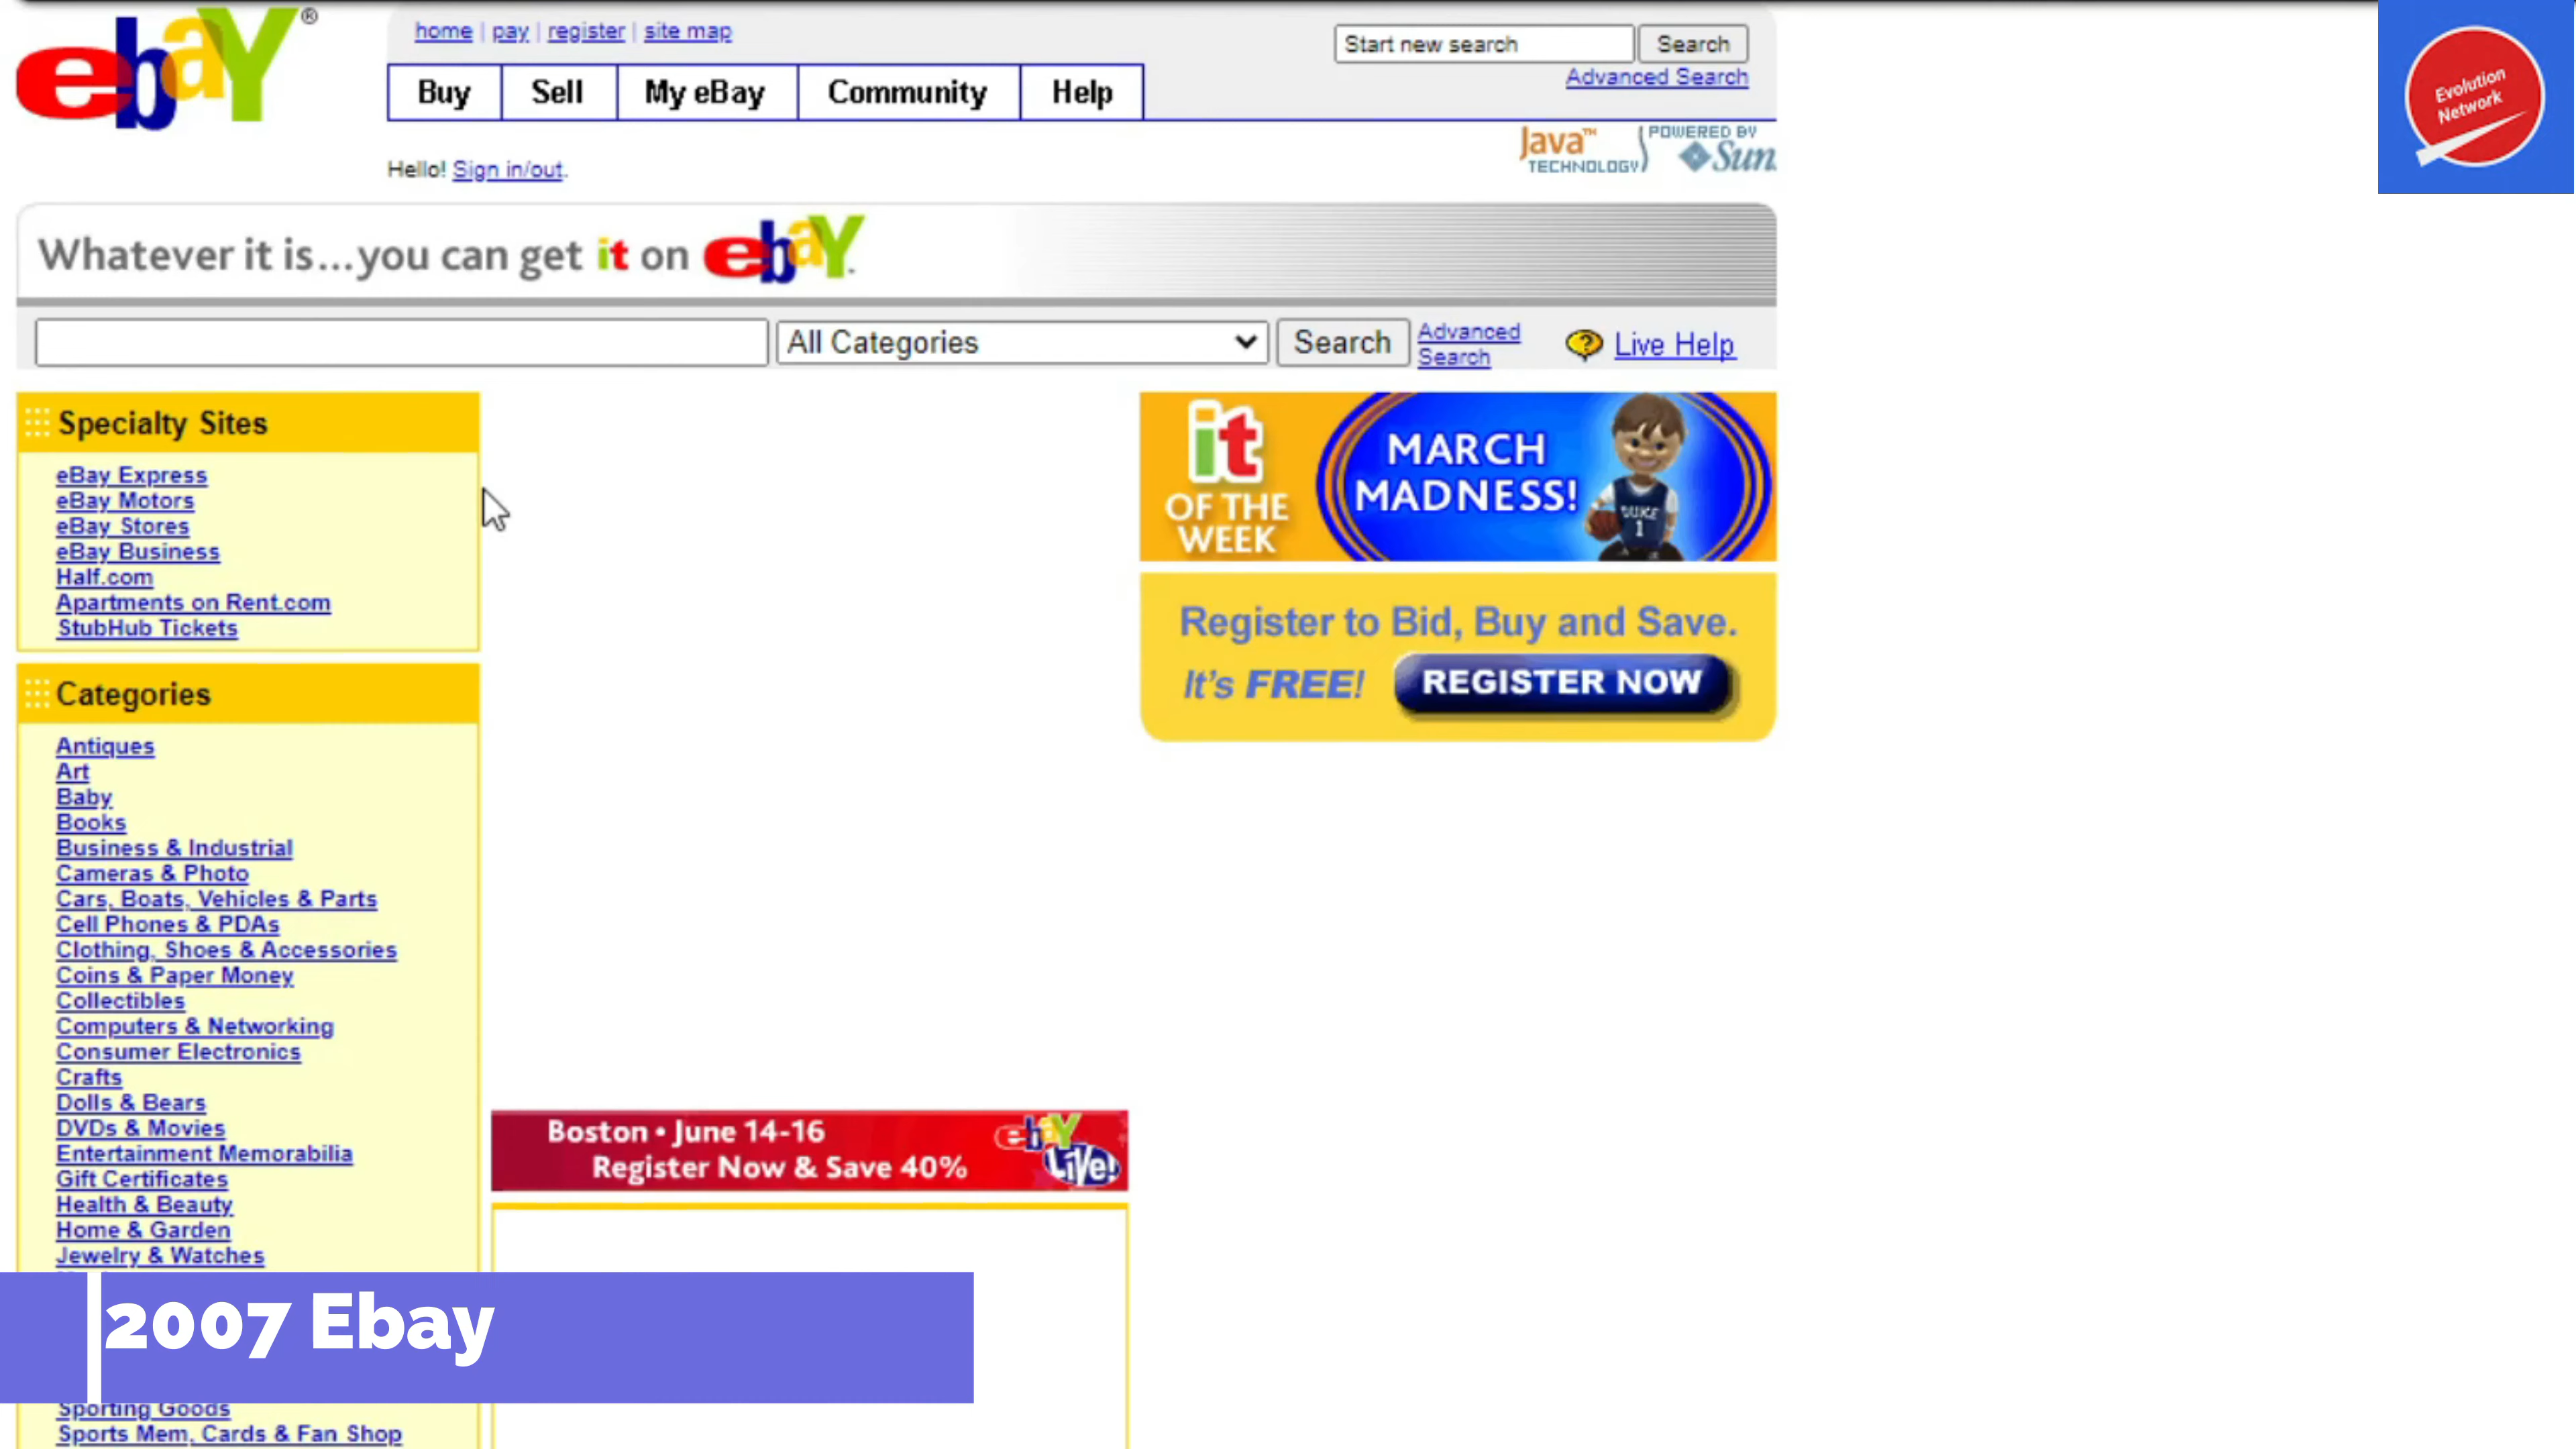 ebaY®
home | pay | register | site map
Start new search Search
Advanced Search
Buy Sell My eBay Community Help
Java™ TECHNOLOGY POWERED BY Sun
Hello! Sign in/out.
Evolution
Network
Whatever it is...you can get it on ebaY
All Categories Search Advanced Search Live Help
Specialty Sites
eBay Express
eBay Motors
eBay Stores
eBay Business
Half.com
Apartments on Rent.com
StubHub Tickets
it
OF THE
WEEK
MARCH
MADNESS!
DUKE
1
Register to Bid, Buy and Save.
It's FREE! REGISTER NOW
Categories
Antiques
Art
Baby
Books
Business & Industrial
Cameras & Photo
Cars, Boats, Vehicles & Parts
Cell Phones & PDAs
Clothing, Shoes & Accessories
Coins & Paper Money
Collectibles
Computers & Networking
Consumer Electronics
Crafts
Dolls & Bears
DVDs & Movies
Entertainment Memorabilia
Gift Certificates
Health & Beauty
Home & Garden
Jewelry & Watches
Boston • June 14-16
Register Now & Save 40%
ebaY Live!
2007 Ebay
Sporting Goods
Sports Mem, Cards & Fan Shop